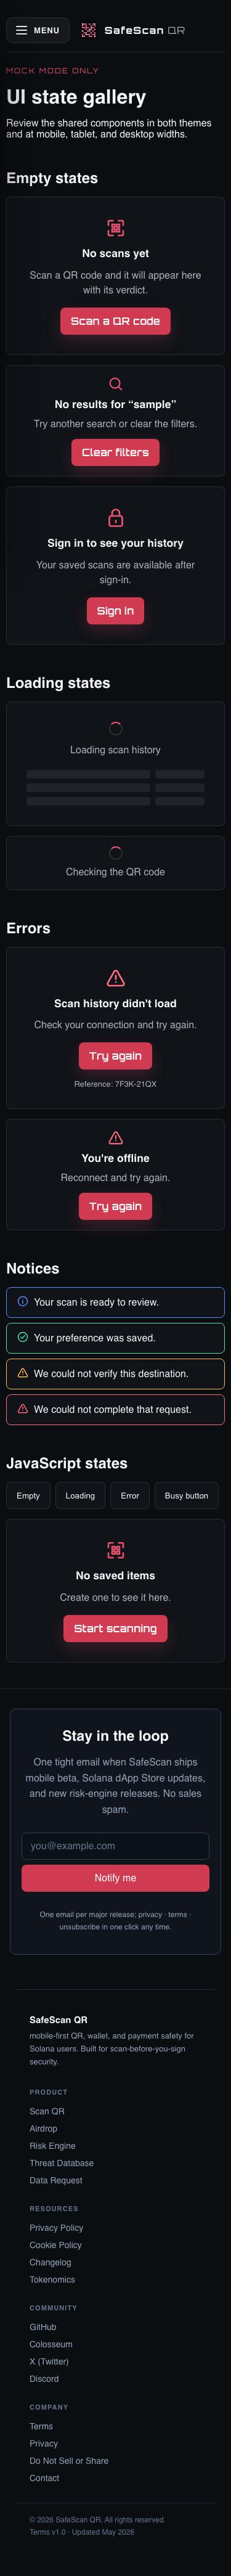 MENU
SafeScan QR
MOCK MODE ONLY
UI state gallery
Review the shared components in both themes
and at mobile, tablet, and desktop widths.
Empty states
No scans yet
Scan a QR code and it will appear here
with its verdict.
Scan a QR code
No results for “sample”
Try another search or clear the filters.
Clear filters
Sign in to see your history
Your saved scans are available after
sign-in.
Sign in
Loading states
Loading scan history
Checking the QR code
Errors
Scan history didn't load
Check your connection and try again.
Try again
Reference: 7F3K-21QX
You're offline
Reconnect and try again.
Try again
Notices
Your scan is ready to review.
Your preference was saved.
We could not verify this destination.
We could not complete that request.
JavaScript states
Empty
Loading
Error
Busy button
No saved items
Create one to see it here.
Start scanning
Stay in the loop
One tight email when SafeScan ships
mobile beta, Solana dApp Store updates,
and new risk-engine releases. No sales
spam.
you@example.com
Notify me
One email per major release; privacy · terms ·
unsubscribe in one click any time.
SafeScan QR
mobile-first QR, wallet, and payment safety for
Solana users. Built for scan-before-you-sign
security.
PRODUCT
Scan QR
Airdrop
Risk Engine
Threat Database
Data Request
RESOURCES
Privacy Policy
Cookie Policy
Changelog
Tokenomics
COMMUNITY
GitHub
Colosseum
X (Twitter)
Discord
COMPANY
Terms
Privacy
Do Not Sell or Share
Contact
© 2026 SafeScan QR. All rights reserved.
Terms v1.0 · Updated May 2026